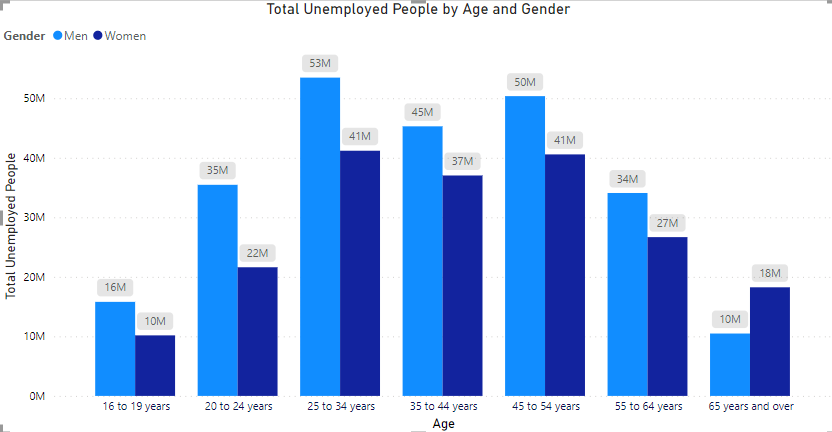 Total Unemployed People by Age and Gender
Gender Men Women
Total Unemployed People
50M
40M
30M
20M
10M
0M
16M
10M
35M
22M
53M
41M
45M
37M
50M
41M
34M
27M
10M
18M
16 to 19 years
20 to 24 years
25 to 34 years
35 to 44 years
45 to 54 years
55 to 64 years
65 years and over
Age